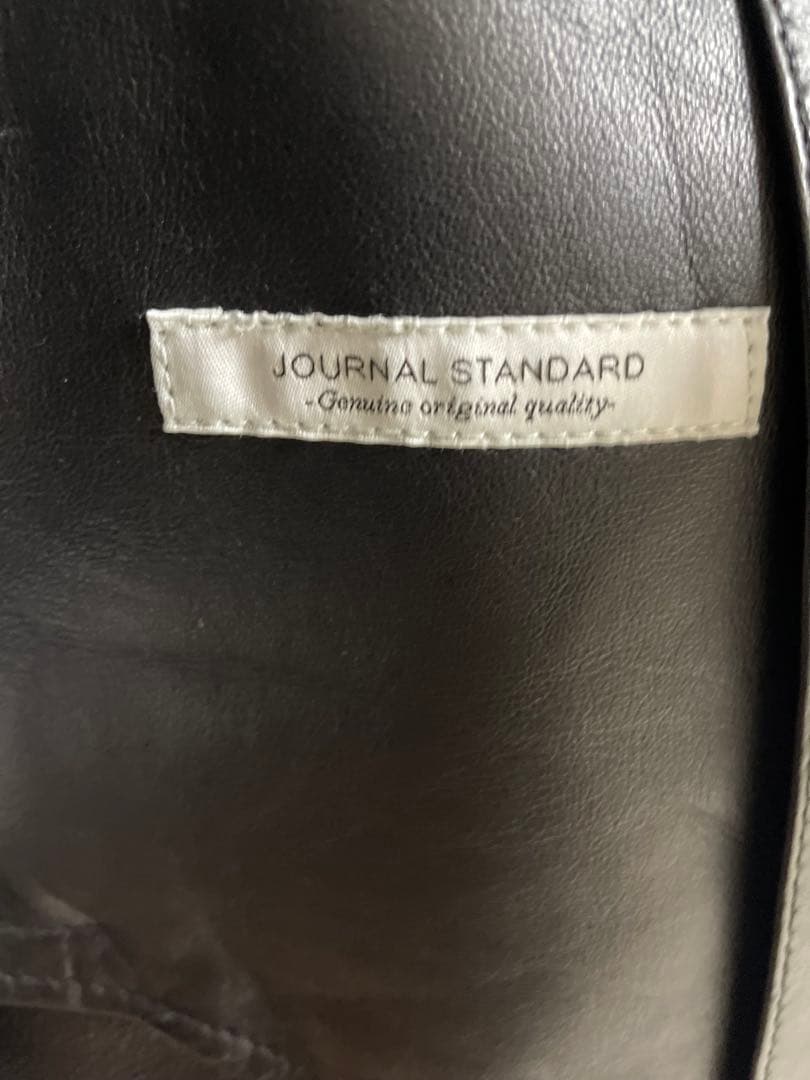 JOURNAL STANDARD
-Genuine original quality-